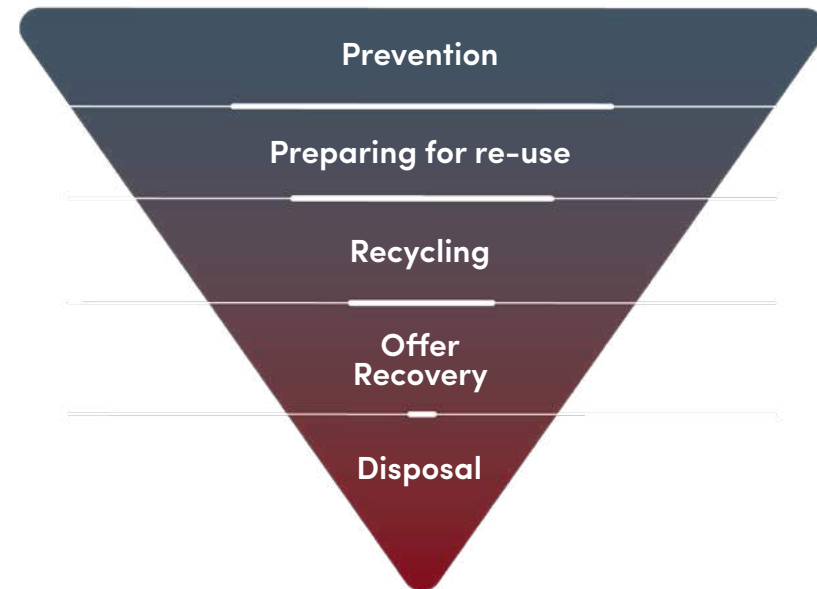 Prevention
Preparing for re-use
Recycling
Offer
Recovery
Disposal